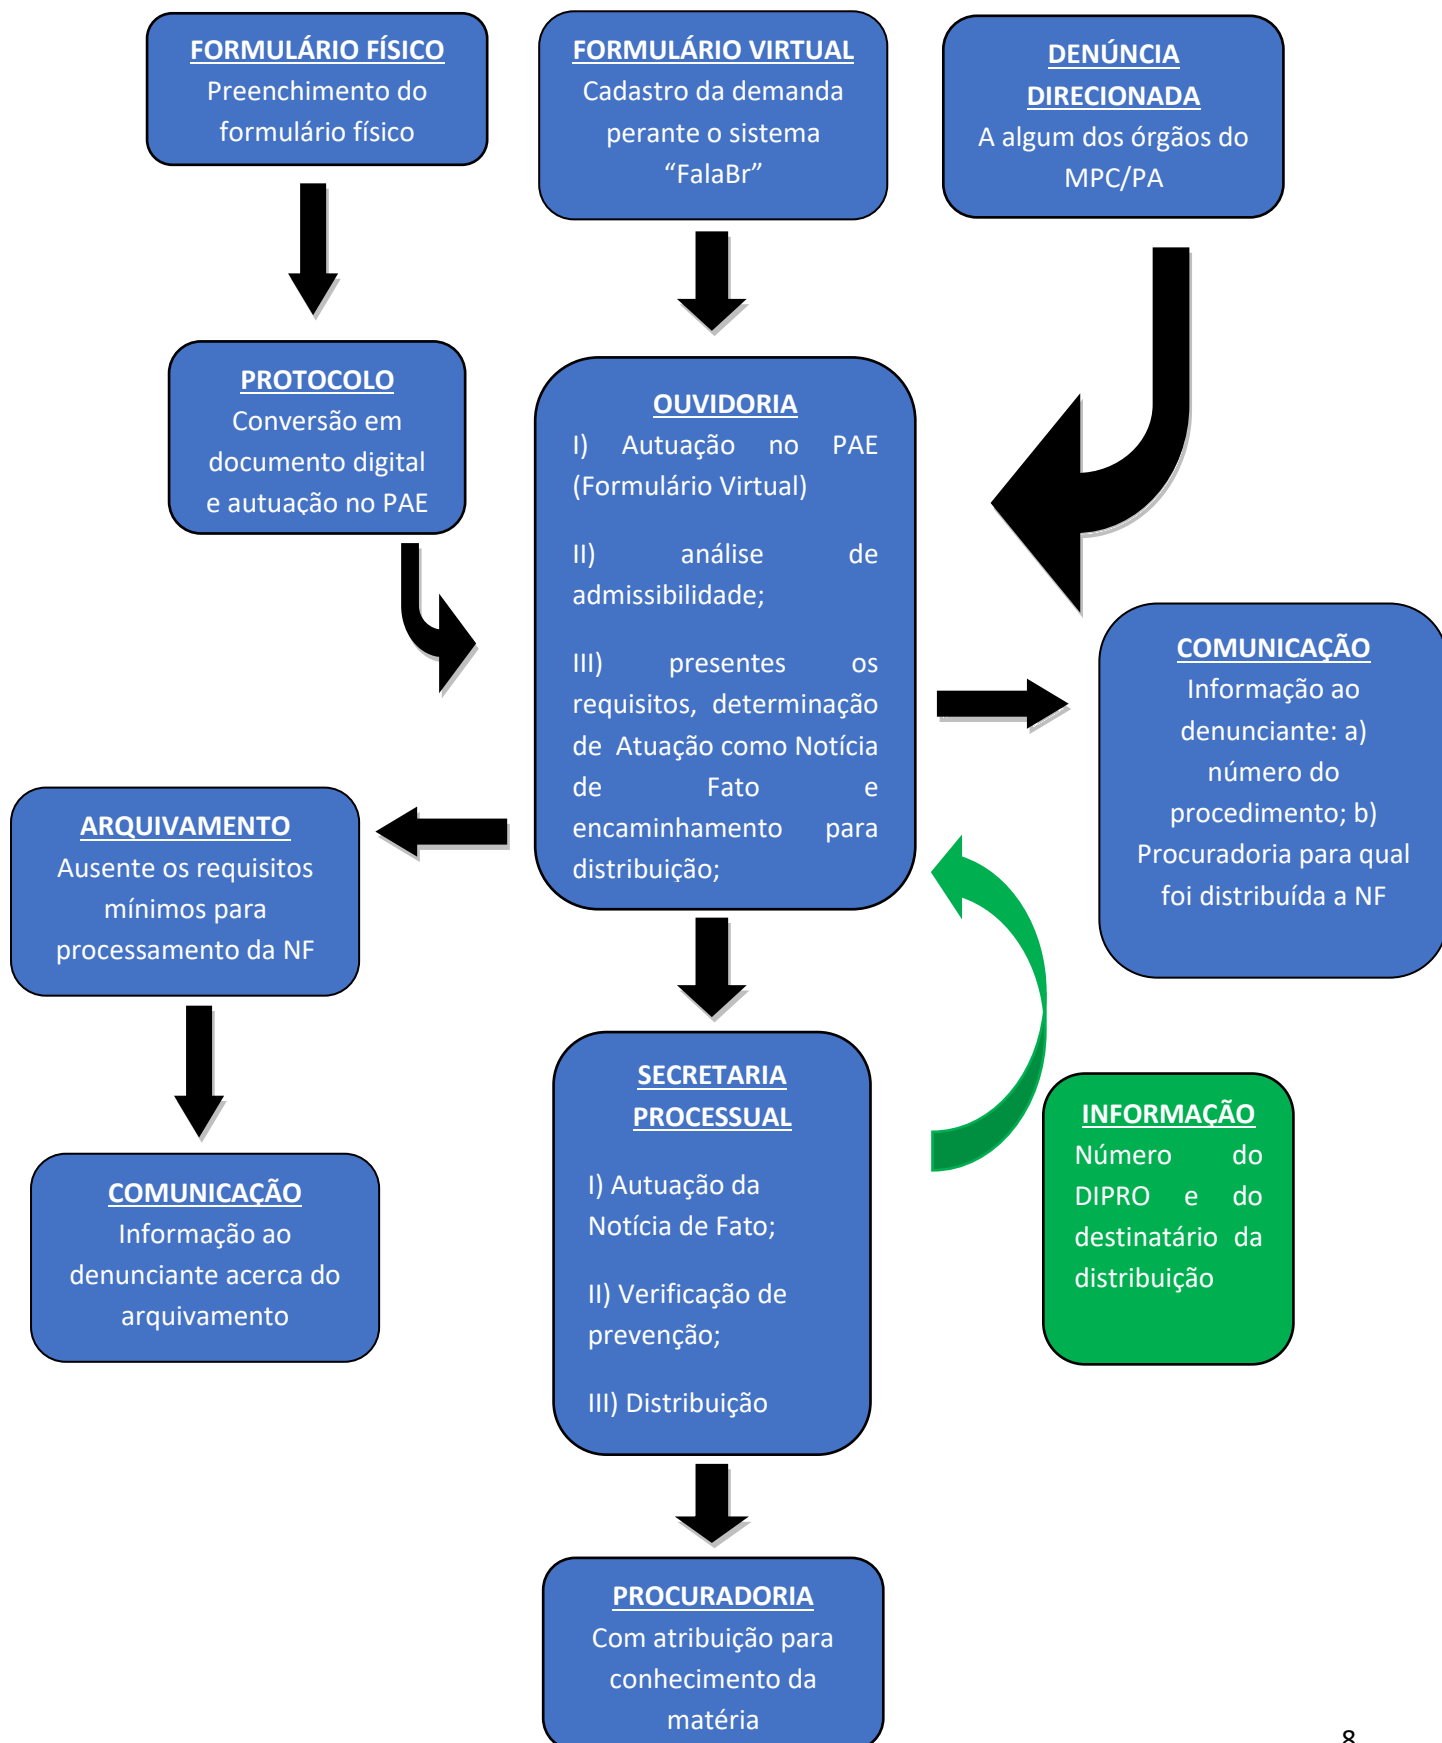 FORMULÁRIO FÍSICO
Preenchimento do
formulário físico
FORMULÁRIO VIRTUAL
Cadastro da demanda
perante o sistema
“FalaBr”
DENÚNCIA
DIRECIONADA
A algum dos órgãos do
MPC/PA
PROTOCOLO
Conversão em
documento digital
e autuação no PAE
OUVIDORIA
I) Autuação no PAE
(Formulário Virtual)
II) análise de
admissibilidade;
III) presentes os
requisitos, determinação
de Atuação como Notícia
de Fato e
encaminhamento para
distribuição;
COMUNICAÇÃO
Informação ao
denunciante: a)
número do
procedimento; b)
Procuradoria para qual
foi distribuída a NF
ARQUIVAMENTO
Ausente os requisitos
mínimos para
processamento da NF
COMUNICAÇÃO
Informação ao
denunciante acerca do
arquivamento
SECRETARIA
PROCESSUAL
I) Autuação da
Notícia de Fato;
II) Verificação de
prevenção;
III) Distribuição
INFORMAÇÃO
Número do
DIPRO e do
destinatário da
distribuição
PROCURADORIA
Com atribuição para
conhecimento da
matéria
8